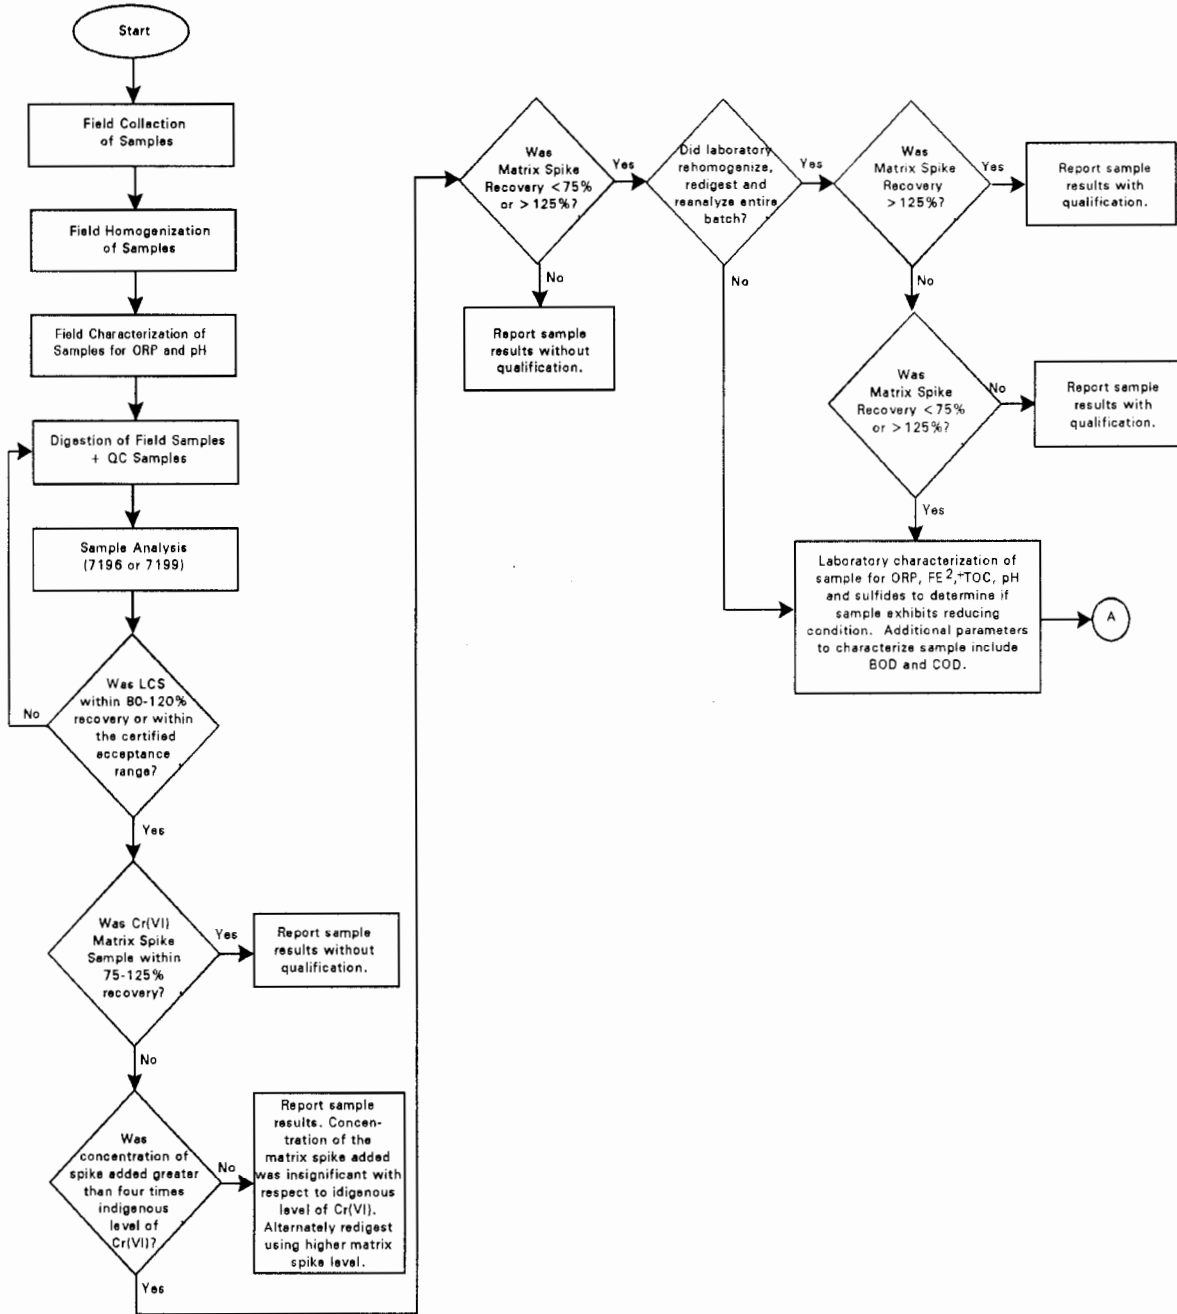 Start
Field Collection
of Samples
Field Homogenization
of Samples
Field Characterization of
Samples for ORP and pH
Digestion of Field Samples
+ QC Samples
Sample Analysis
(7196 or 7199)
Was LCS
within 80-120%
recovery or within
the certified
acceptance
range?
No
Yes
Was Cr(VI)
Matrix Spike
Sample within
75-125%
recovery?
Yes
Report sample
results without
qualification.
No
Was
concentration of
spike added greater
than four times
indigenous
level of
Cr(VI)?
No
Report sample
results. Concen-
tration of the
matrix spike added
was insignificant with
respect to idigenous
level of Cr(VI).
Alternately redigest
using higher matrix
spike level.
Yes
Was
Matrix Spike
Recovery <75%
or > 125%?
Yes
No
Report sample
results without
qualification.
Did laboratory
rehomogenize,
redigest and
reanalyze entire
batch?
Yes
No
Was
Matrix Spike
Recovery
> 125%?
Yes
Report sample
results with
qualification.
No
Was
Matrix Spike
Recovery <75%
or > 125%?
No
Report sample
results with
qualification.
Yes
Laboratory characterization of
sample for ORP, FE2,+TOC, pH
and sulfides to determine if
sample exhibits reducing
condition. Additional parameters
to characterize sample include
BOD and COD.
A